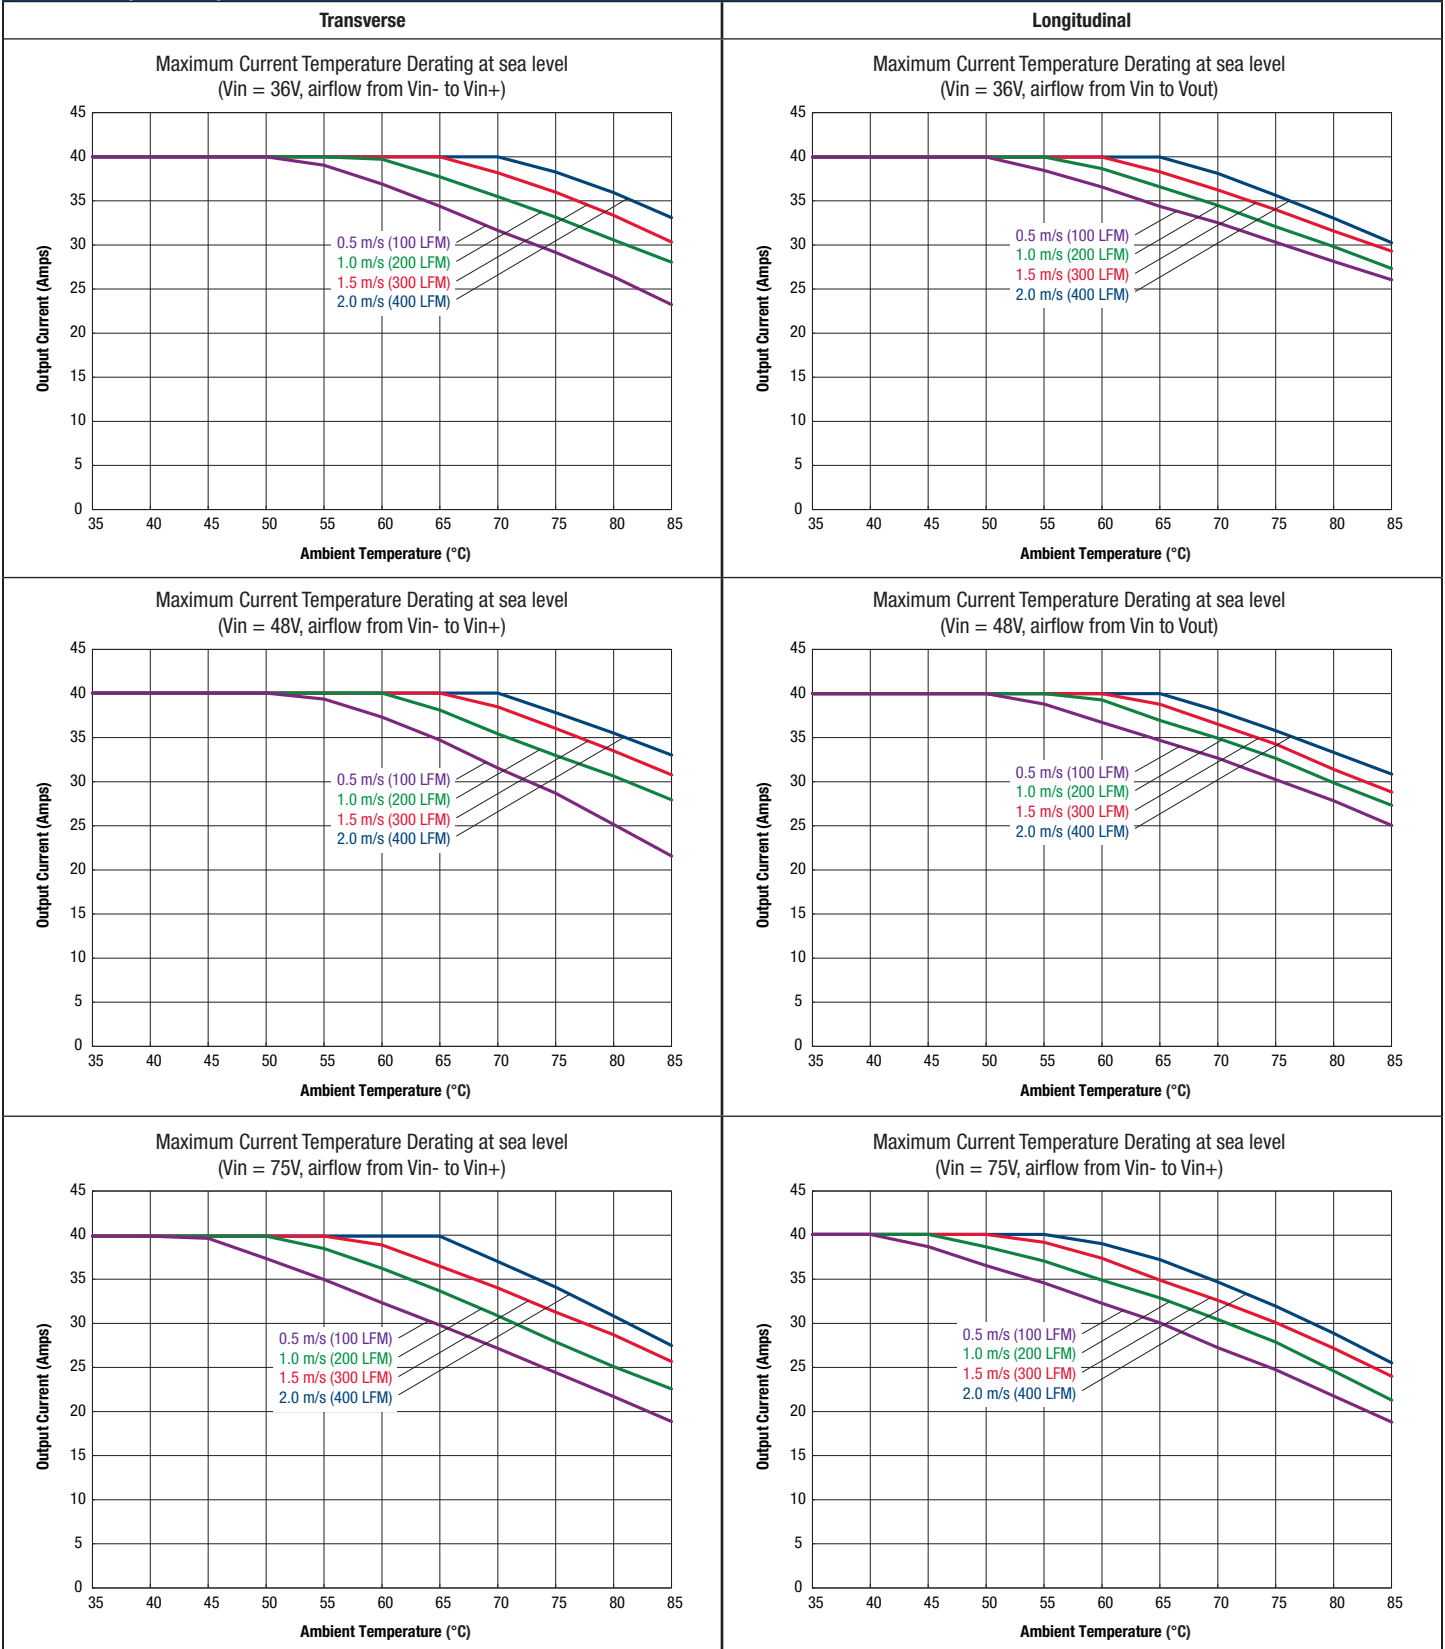 Transverse
Longitudinal
Maximum Current Temperature Derating at sea level
(Vin = 36V, airflow from Vin- to Vin+)
45
40
35
30
25
20
15
10
5
0
Output Current (Amps)
0.5 m/s (100 LFM)
1.0 m/s (200 LFM)
1.5 m/s (300 LFM)
2.0 m/s (400 LFM)
35 40 45 50 55 60 65 70 75 80 85
Ambient Temperature (°C)
Maximum Current Temperature Derating at sea level
(Vin = 36V, airflow from Vin to Vout)
45
40
35
30
25
20
15
10
5
0
Output Current (Amps)
0.5 m/s (100 LFM)
1.0 m/s (200 LFM)
1.5 m/s (300 LFM)
2.0 m/s (400 LFM)
35 40 45 50 55 60 65 70 75 80 85
Ambient Temperature (°C)
Maximum Current Temperature Derating at sea level
(Vin = 48V, airflow from Vin- to Vin+)
45
40
35
30
25
20
15
10
5
0
Output Current (Amps)
0.5 m/s (100 LFM)
1.0 m/s (200 LFM)
1.5 m/s (300 LFM)
2.0 m/s (400 LFM)
35 40 45 50 55 60 65 70 75 80 85
Ambient Temperature (°C)
Maximum Current Temperature Derating at sea level
(Vin = 48V, airflow from Vin to Vout)
45
40
35
30
25
20
15
10
5
0
Output Current (Amps)
0.5 m/s (100 LFM)
1.0 m/s (200 LFM)
1.5 m/s (300 LFM)
2.0 m/s (400 LFM)
35 40 45 50 55 60 65 70 75 80 85
Ambient Temperature (°C)
Maximum Current Temperature Derating at sea level
(Vin = 75V, airflow from Vin- to Vin+)
45
40
35
30
25
20
15
10
5
0
Output Current (Amps)
0.5 m/s (100 LFM)
1.0 m/s (200 LFM)
1.5 m/s (300 LFM)
2.0 m/s (400 LFM)
35 40 45 50 55 60 65 70 75 80 85
Ambient Temperature (°C)
Maximum Current Temperature Derating at sea level
(Vin = 75V, airflow from Vin- to Vin+)
45
40
35
30
25
20
15
10
5
0
Output Current (Amps)
0.5 m/s (100 LFM)
1.0 m/s (200 LFM)
1.5 m/s (300 LFM)
2.0 m/s (400 LFM)
35 40 45 50 55 60 65 70 75 80 85
Ambient Temperature (°C)